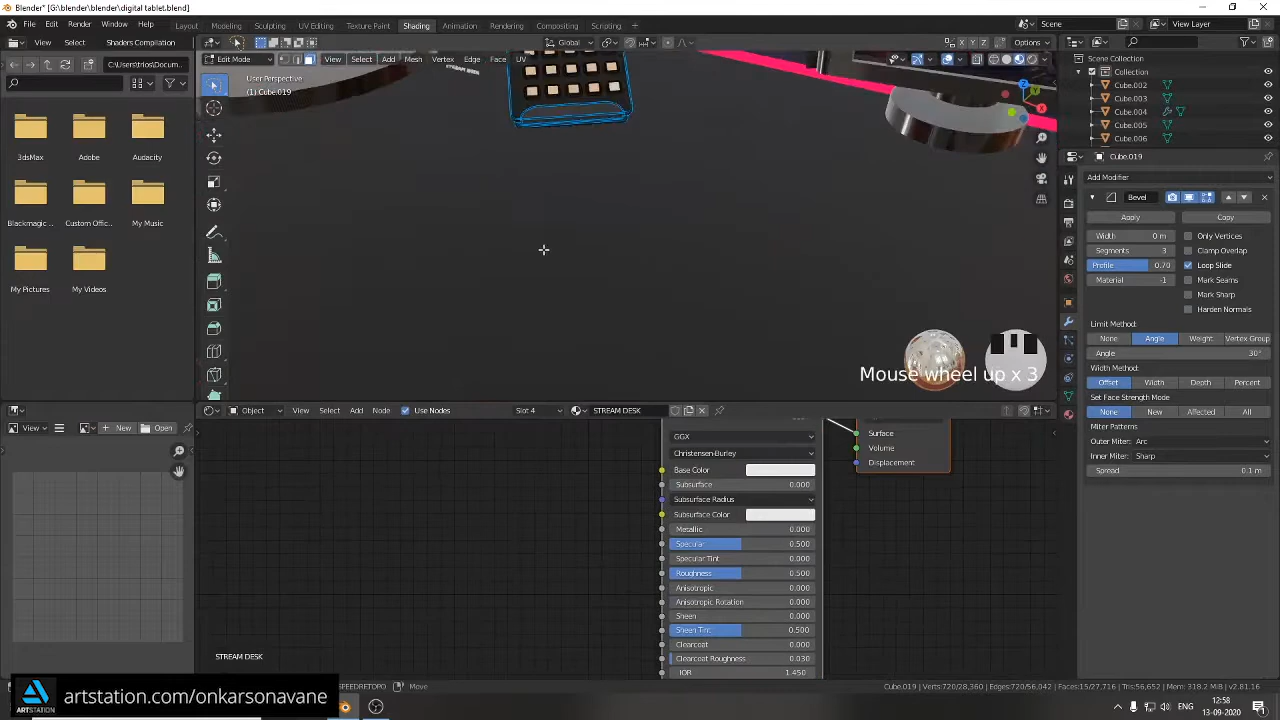 Blender* [G:\blender\blender\digital tablet.blend]
File Edit Render Window Help Layout Modeling Sculpting UV Editing Texture Paint Shading Animation Rendering Compositing Scripting Scene View Layer
View Select Shaders Compilation Global Options
C:\trios\Docum...
Edit Mode View Select Add Mesh Vertex Edge Face UV
User Perspective
(1) Cube.019
3dsMax Adobe Audacity
Blackmagic ... Custom Offic... My Music
My Pictures My Videos
Scene Collection
Collection
Cube.002
Cube.003
Cube.004
Cube.005
Cube.006
Cube.019
Add Modifier
Bevel
Apply Copy
Width 0 m Only Vertices
Segments 3 Clamp Overlap
Profile 0.70 Loop Slide
Material -1 Mark Seams
Mark Sharp
Harden Normals
Limit Method:
None Angle Weight Vertex Group
Angle 30°
Width Method:
Offset Width Depth Percent
Set Face Strength Mode
None New Affected All
Miter Patterns
Outer Miter: Arc
Inner Miter: Sharp
Spread 0.1 m
Mouse wheel up x 3
View New Open
Object View Select Add Node Use Nodes Slot 4 STREAM DESK
GGX
Christensen-Burley
Base Color
Subsurface 0.000
Subsurface Radius
Subsurface Color
Metallic 0.000
Specular 0.500
Specular Tint 0.000
Roughness 0.500
Anisotropic 0.000
Anisotropic Rotation 0.000
Sheen 0.000
Sheen Tint 0.500
Clearcoat 0.000
Clearcoat Roughness 0.030
IOR 1.450
Surface
Volume
Displacement
STREAM DESK
SPEEDRETOPO Move
Cube.019 | Verts:720/28,360 | Edges:720/56,042 | Faces:15/27,716 | Tris:56,652 | Mem: 318.2 MiB | v2.81.16
ARTSTATION
artstation.com/onkarsonavane
ENG
12:58
13-09-2020